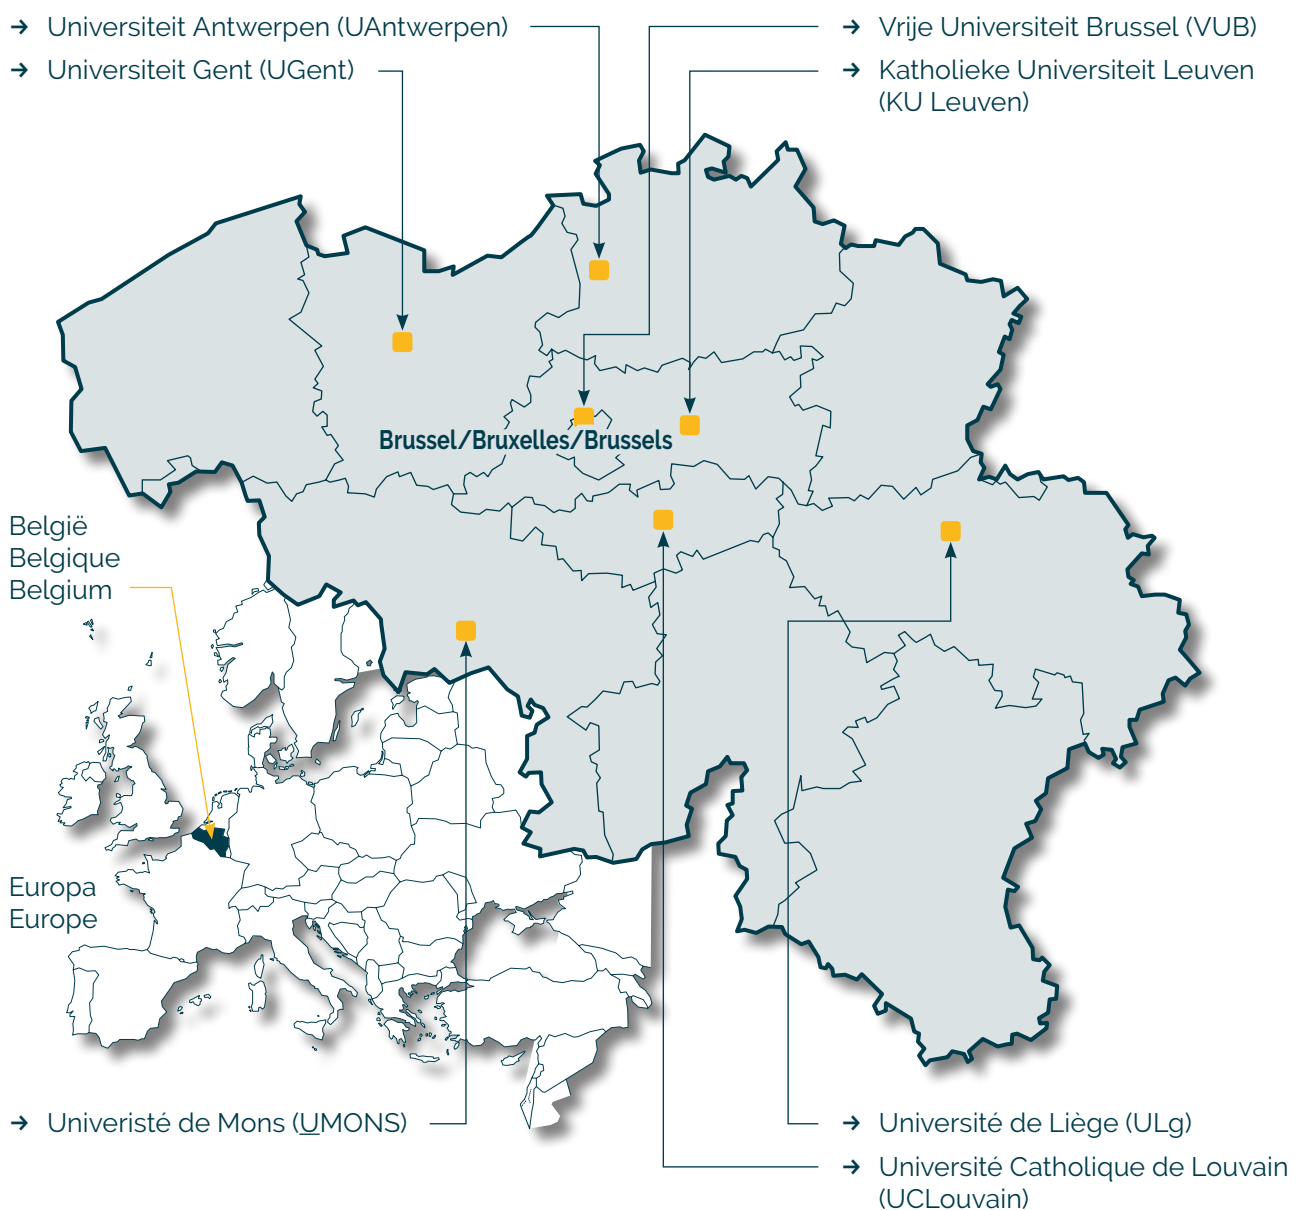 → Universiteit Antwerpen (UAntwerpen)
→ Universiteit Gent (UGent)
→ Vrije Universiteit Brussel (VUB)
→ Katholieke Universiteit Leuven
(KU Leuven)
Brussel/Bruxelles/Brussels
België
Belgique
Belgium
Europa
Europe
→ Univeristé de Mons (UMONS)
→ Université de Liège (ULg)
→ Université Catholique de Louvain
(UCLouvain)